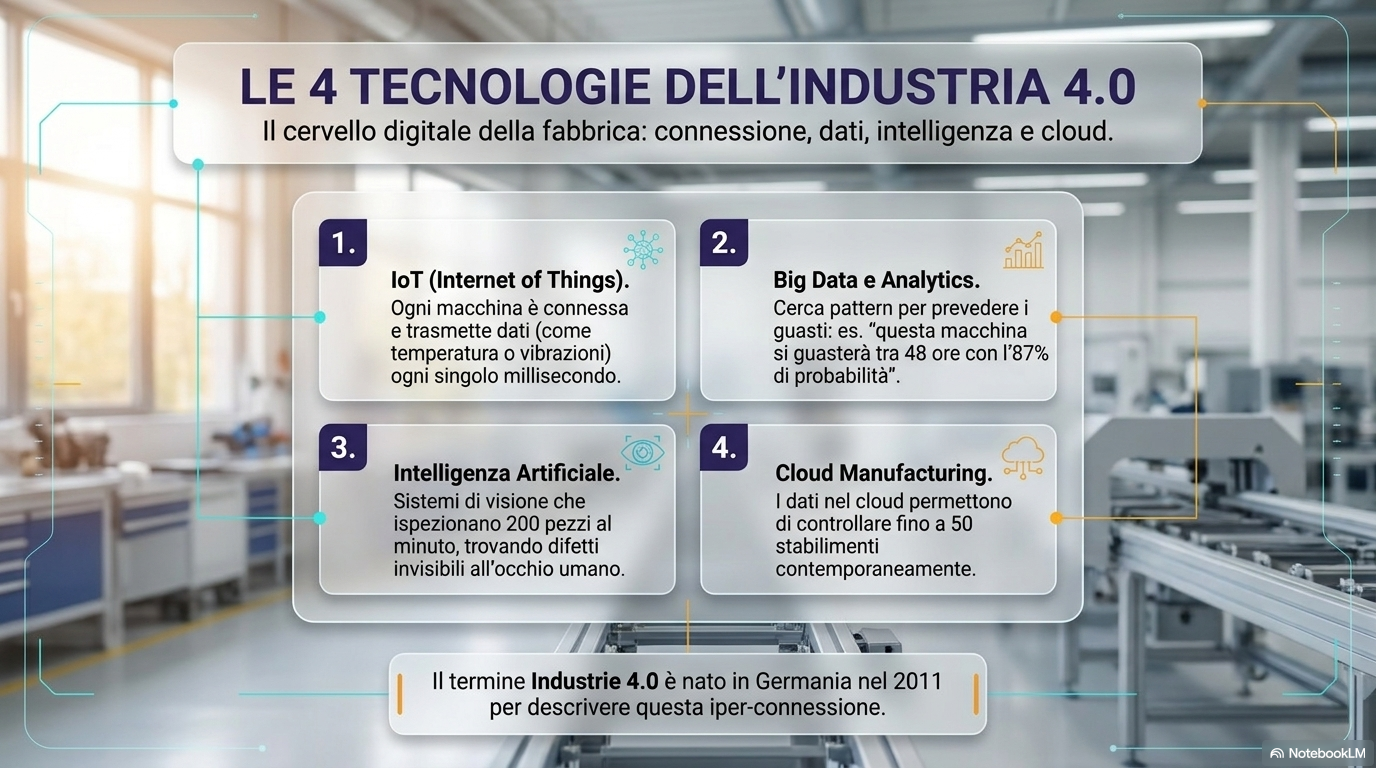 LE 4 TECNOLOGIE DELL’INDUSTRIA 4.0
Il cervello digitale della fabbrica: connessione, dati, intelligenza e cloud.
1.
IoT (Internet of Things).
Ogni macchina è connessa
e trasmette dati (come
temperatura o vibrazioni)
ogni singolo millisecondo.
2.
Big Data e Analytics.
Cerca pattern per prevedere i
guasti: es. “questa macchina
si guasterà tra 48 ore con l’87%
di probabilità”.
3.
Intelligenza Artificiale.
Sistemi di visione che
ispezionano 200 pezzi al
minuto, trovando difetti
invisibili all’occhio umano.
4.
Cloud Manufacturing.
I dati nel cloud permettono
di controllare fino a 50
stabilimenti
contemporaneamente.
Il termine Industrie 4.0 è nato in Germania nel 2011
per descrivere questa iper-connessione.
NotebookLM